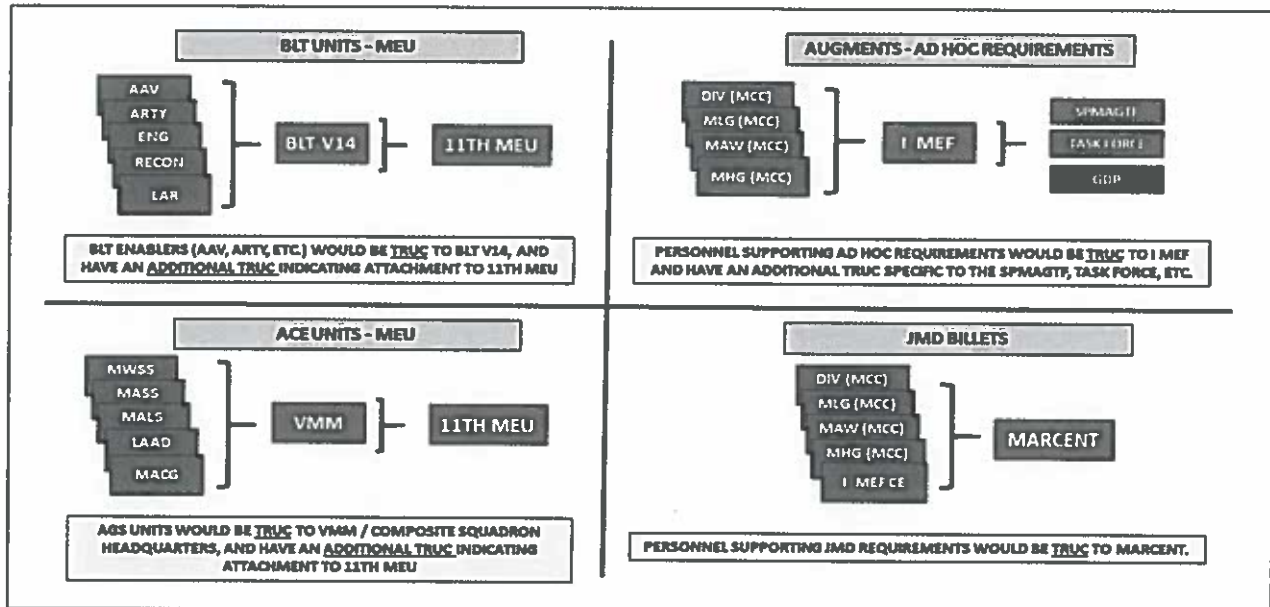 BLT UNITS - MEU
AAV
ARTY
ENG
RECON
LAR
BLT V14
11TH MEU
BLT ENABLERS (AAV, ARTY, ETC.) WOULD BE TRUC TO BLT V14, AND
HAVE AN ADDITIONAL TRUC INDICATING ATTACHMENT TO 11TH MEU
AUGMENTS - AD HOC REQUIREMENTS
DIV (MCC)
MLG (MCC)
MAW (MCC)
MHG (MCC)
I MEF
SPMAGTF
TASK FORCE
GDP
PERSONNEL SUPPORTING AD HOC REQUIREMENTS WOULD BE TRUC TO I MEF
AND HAVE AN ADDITIONAL TRUC SPECIFIC TO THE SPMAGTF, TASK FORCE, ETC.
ACE UNITS - MEU
MWSS
MASS
MALS
LAAD
MACG
VMM
11TH MEU
AGS UNITS WOULD BE TRUC TO VMM / COMPOSITE SQUADRON
HEADQUARTERS, AND HAVE AN ADDITIONAL TRUC INDICATING
ATTACHMENT TO 11TH MEU
JMD BILLETS
DIV (MCC)
MLG (MCC)
MAW (MCC)
MHG (MCC)
I MEF CE
MARCENT
PERSONNEL SUPPORTING JMD REQUIREMENTS WOULD BE TRUC TO MARCENT.